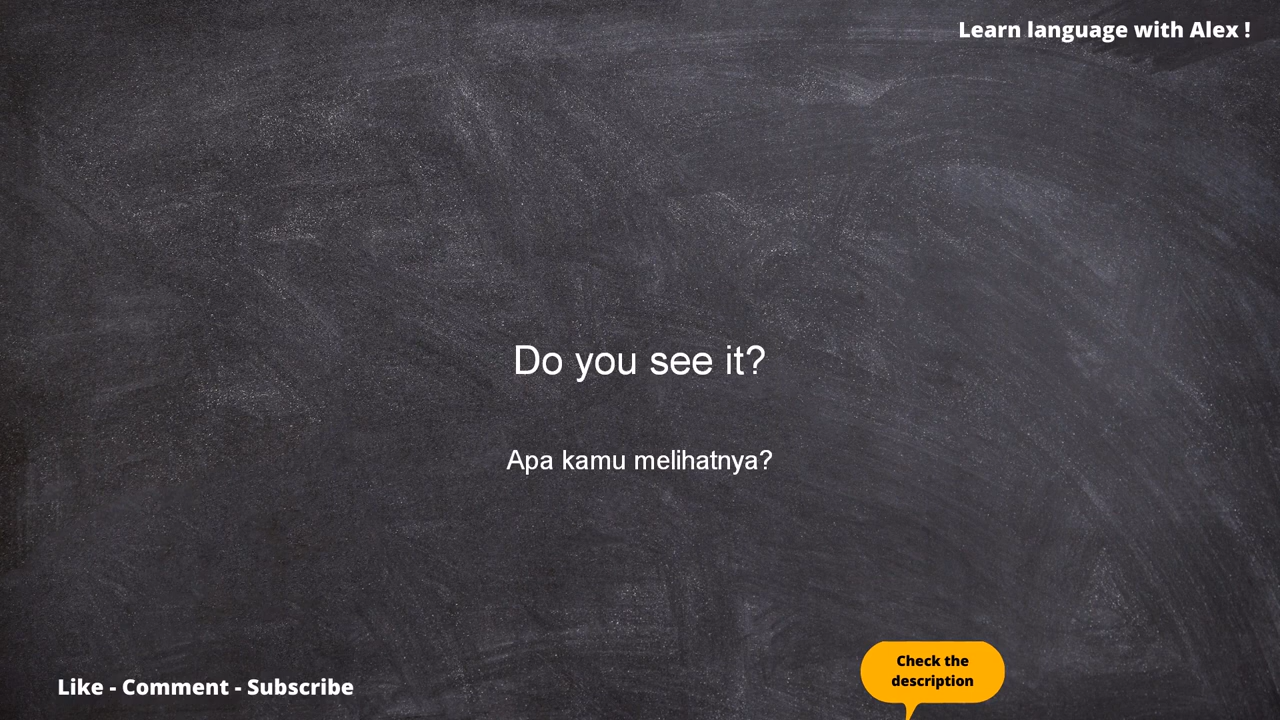 Learn language with Alex !
Do you see it?
Apa kamu melihatnya?
Like - Comment - Subscribe
Check the
description